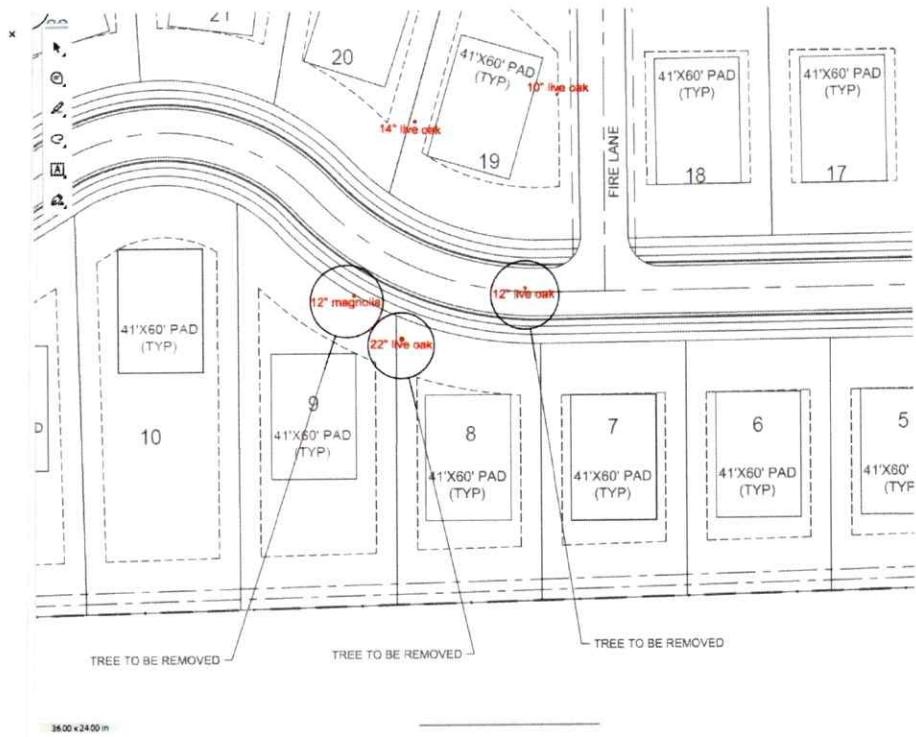 21
20
41'X60' PAD
(TYP)
19
14" live oak
10" live oak
FIRE LANE
41'X60' PAD
(TYP)
18
41'X60' PAD
(TYP)
17
12" magnolia
22" live oak
12" live oak
41'X60' PAD
(TYP)
10
9
41'X60' PAD
(TYP)
8
41'X60' PAD
(TYP)
7
41'X60' PAD
(TYP)
6
41'X60' PAD
(TYP)
5
41'X60'
(TYP
D
TREE TO BE REMOVED
TREE TO BE REMOVED
TREE TO BE REMOVED
36.00 x 24.00 in